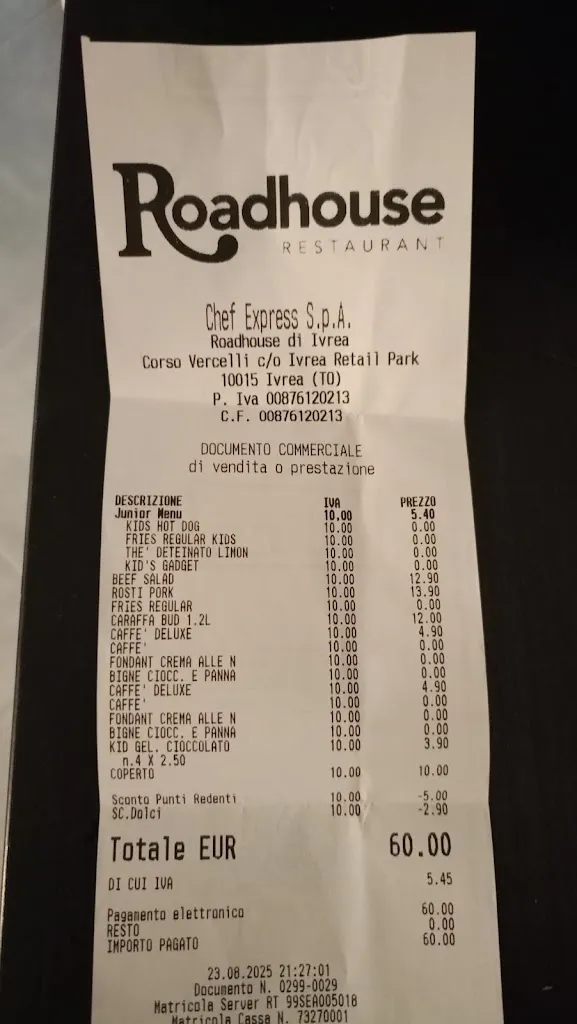 Roadhouse
RESTAURANT
Chef Express S.p.A.
Roadhouse di Ivrea
Corso Vercelli c/o Ivrea Retail Park
10015 Ivrea (TO)
P. Iva 00876120213
C.F. 00876120213
DOCUMENTO COMMERCIALE
di vendita o prestazione
DESCRIZIONE IVA PREZZO
Junior Menu 10,00 5.40
KIDS HOT DOG 10.00 0.00
FRIES REGULAR KIDS 10.00 0.00
THE' DETEINATO LIMON 10.00 0.00
KID'S GADGET 10.00 0.00
BEEF SALAD 10.00 12.90
ROSTI PORK 10.00 13.90
FRIES REGULAR 10.00 0.00
CARAFFA BUD 1.2L 10.00 12.00
CAFFE' DELUXE 10.00 4.90
CAFFE' 10.00 0.00
FONDANT CREMA ALLE N 10.00 0.00
BIGNE CIOCC. E PANNA 10.00 0.00
CAFFE' DELUXE 10.00 4.90
CAFFE' 10.00 0.00
FONDANT CREMA ALLE N 10.00 0.00
BIGNE CIOCC. E PANNA 10.00 0.00
KID GEL. CIOCCOLATO 10.00 3.90
n.4 X 2.50
COPERTO 10.00 10.00
Sconto Punti Redenti 10.00 -5.00
SC.Dolci 10.00 -2.90
Totale EUR 60.00
DI CUI IVA 5.45
Pagamento elettronico 60.00
RESTO 0.00
IMPORTO PAGATO 60.00
23.08.2025 21:27:01
Documento N. 0299-0029
Matricola Server RT 99SEA005018
Matricola Cassa N. 73270001